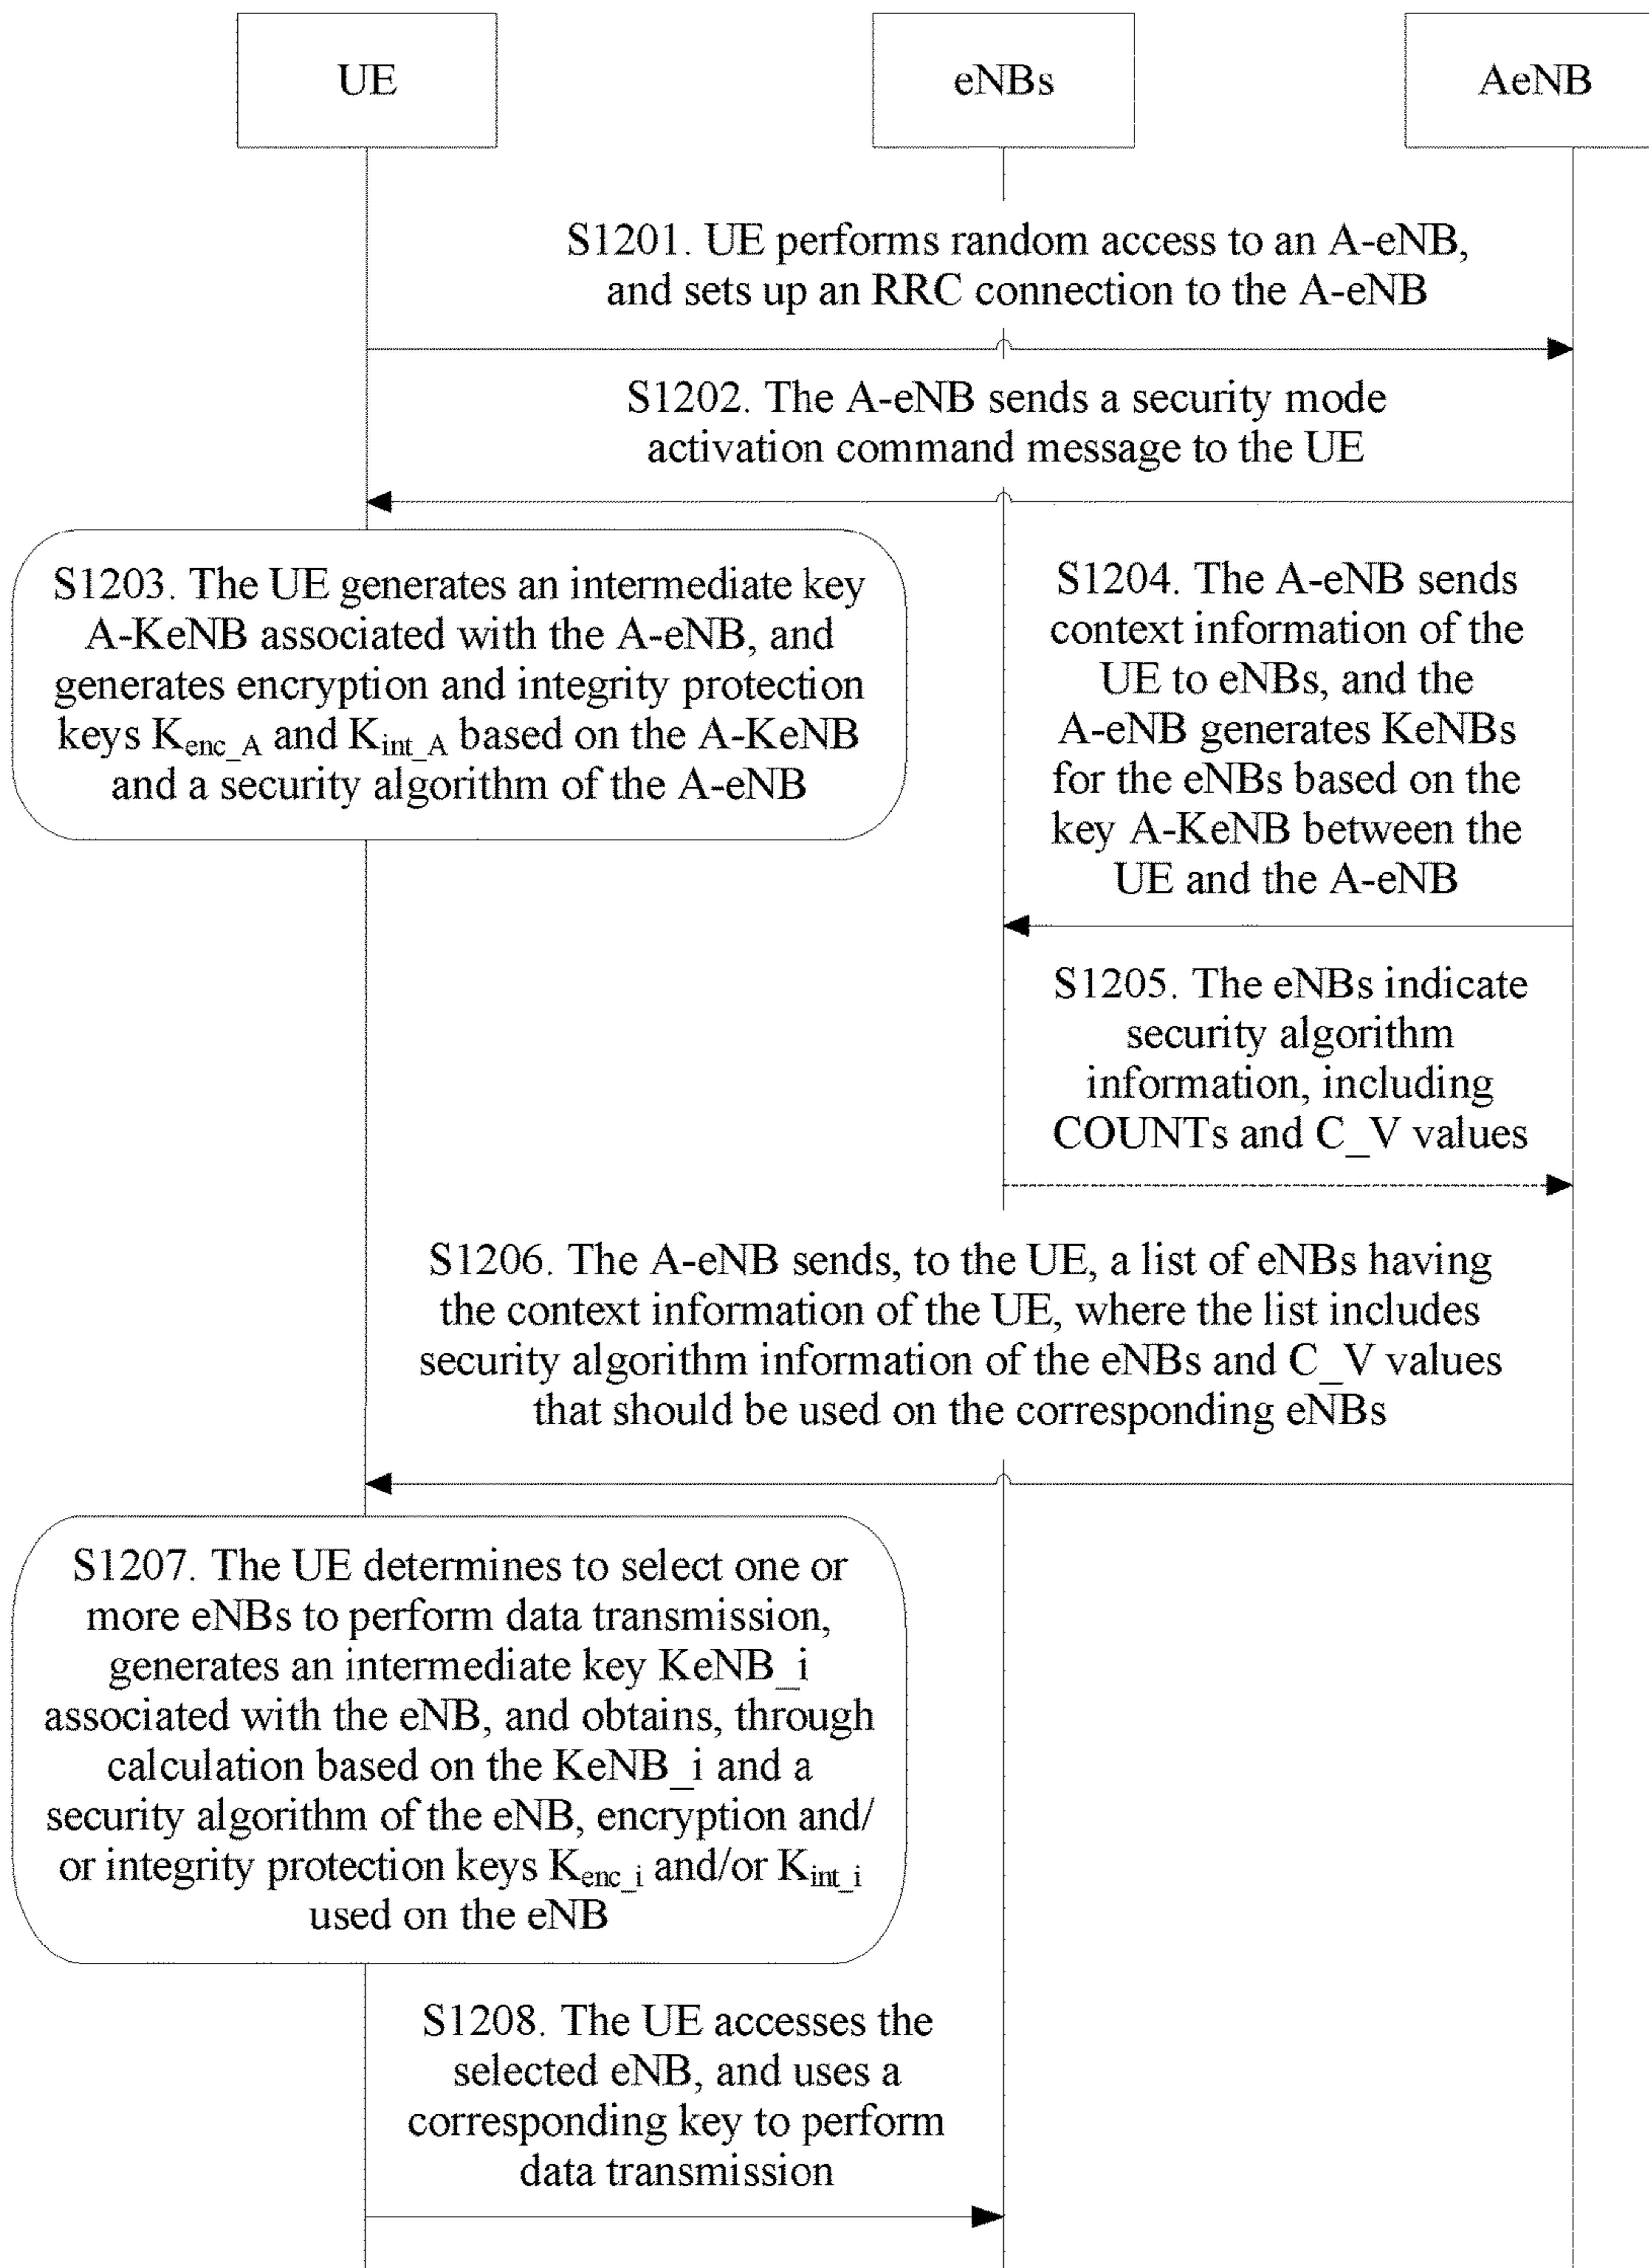 UE
eNBs
AeNB
S1201. UE performs random access to an A-eNB,
and sets up an RRC connection to the A-eNB
S1202. The A-eNB sends a security mode
activation command message to the UE
S1203. The UE generates an intermediate key
A-KeNB associated with the A-eNB, and
generates encryption and integrity protection
keys Kenc_A and Kint_A based on the A-KeNB
and a security algorithm of the A-eNB
S1204. The A-eNB sends
context information of the
UE to eNBs, and the
A-eNB generates KeNBs
for the eNBs based on the
key A-KeNB between the
UE and the A-eNB
S1205. The eNBs indicate
security algorithm
information, including
COUNTs and C_V values
S1206. The A-eNB sends, to the UE, a list of eNBs having
the context information of the UE, where the list includes
security algorithm information of the eNBs and C_V values
that should be used on the corresponding eNBs
S1207. The UE determines to select one or
more eNBs to perform data transmission,
generates an intermediate key KeNB_i
associated with the eNB, and obtains, through
calculation based on the KeNB_i and a
security algorithm of the eNB, encryption and/
or integrity protection keys Kenc_i and/or Kint_i
used on the eNB
S1208. The UE accesses the
selected eNB, and uses a
corresponding key to perform
data transmission